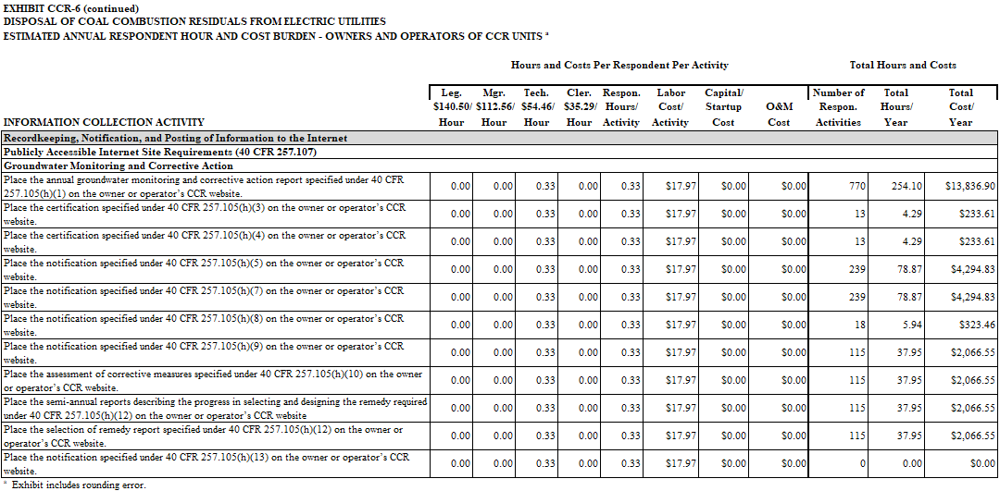 EXHIBIT CCR-6 (continued)
DISPOSAL OF COAL COMBUSTION RESIDUALS FROM ELECTRIC UTILITIES
ESTIMATED ANNUAL RESPONDENT HOUR AND COST BURDEN - OWNERS AND OPERATORS OF CCR UNITS ª
Hours and Costs Per Respondent Per Activity Total Hours and Costs
Leg. Mgr. Tech. Cler. Respon. Labor Capital/ Number of Total Total
$140.50/ $112.56/ $54.46/ $35.29/ Hours/ Cost/ Startup O&M Respon. Hours/ Cost/
INFORMATION COLLECTION ACTIVITY Hour Hour Hour Hour Activity Activity Cost Cost Activities Year Year
Recordkeeping, Notification, and Posting of Information to the Internet
Publicly Accessible Internet Site Requirements (40 CFR 257.107)
Groundwater Monitoring and Corrective Action
Place the annual groundwater monitoring and corrective action report specified under 40 CFR
257.105(h)(1) on the owner or operator's CCR website. 0.00 0.00 0.33 0.00 0.33 $17.97 $0.00 $0.00 770 254.10 $13,836.90
Place the certification specified under 40 CFR 257.105(h)(3) on the owner or operator's CCR
website. 0.00 0.00 0.33 0.00 0.33 $17.97 $0.00 $0.00 13 4.29 $233.61
Place the certification specified under 40 CFR 257.105(h)(4) on the owner or operator's CCR
website. 0.00 0.00 0.33 0.00 0.33 $17.97 $0.00 $0.00 13 4.29 $233.61
Place the notification specified under 40 CFR 257.105(h)(5) on the owner or operator's CCR
website. 0.00 0.00 0.33 0.00 0.33 $17.97 $0.00 $0.00 239 78.87 $4,294.83
Place the notification specified under 40 CFR 257.105(h)(7) on the owner or operator's CCR
website. 0.00 0.00 0.33 0.00 0.33 $17.97 $0.00 $0.00 239 78.87 $4,294.83
Place the notification specified under 40 CFR 257.105(h)(8) on the owner or operator's CCR
website. 0.00 0.00 0.33 0.00 0.33 $17.97 $0.00 $0.00 18 5.94 $323.46
Place the notification specified under 40 CFR 257.105(h)(9) on the owner or operator's CCR
website. 0.00 0.00 0.33 0.00 0.33 $17.97 $0.00 $0.00 115 37.95 $2,066.55
Place the assessment of corrective measures specified under 40 CFR 257.105(h)(10) on the owner
or operator's CCR website. 0.00 0.00 0.33 0.00 0.33 $17.97 $0.00 $0.00 115 37.95 $2,066.55
Place the semi-annual reports describing the progress in selecting and designing the remedy required
under 40 CFR 257.105(h)(12) on the owner or operator's CCR website 0.00 0.00 0.33 0.00 0.33 $17.97 $0.00 $0.00 115 37.95 $2,066.55
Place the selection of remedy report specified under 40 CFR 257.105(h)(12) on the owner or
operator's CCR website. 0.00 0.00 0.33 0.00 0.33 $17.97 $0.00 $0.00 115 37.95 $2,066.55
Place the notification specified under 40 CFR 257.105(h)(13) on the owner or operator's CCR
website. 0.00 0.00 0.33 0.00 0.33 $17.97 $0.00 $0.00 0 0.00 $0.00
ª Exhibit includes rounding error.